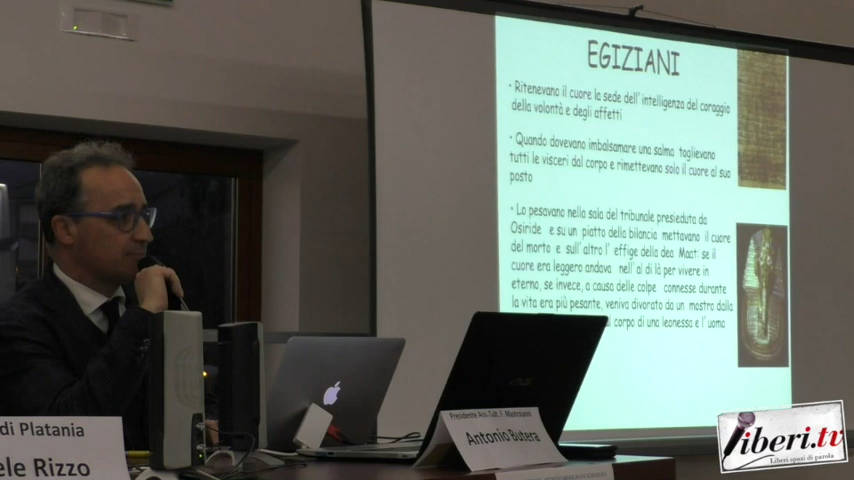 EGIZIANI
• Ritenevano il cuore la sede dell'intelligenza del coraggio
della volontà e degli affetti
• Quando dovevano imbalsamare una salma toglievano
tutti le visceri dal corpo e rimettevano solo il cuore al suo
posto
• Lo pesavano nella sala del tribunale presieduta da
Osiride e su un piatto della bilancia mettavano il cuore
del morto e sull'altro l'effige della dea Maat: se il
cuore era leggero andava nell'al di là per vivere in
eterno, se invece, a causa delle colpe connesse durante
la vita era più pesante, veniva divorato da un mostro dalla
corpo di una leonessa e l'uomo
di Platania
ele Rizzo
Presidente Ass. F. Mastroianni
Antonio Butera
liberi.tv
Liberi spazi di parola